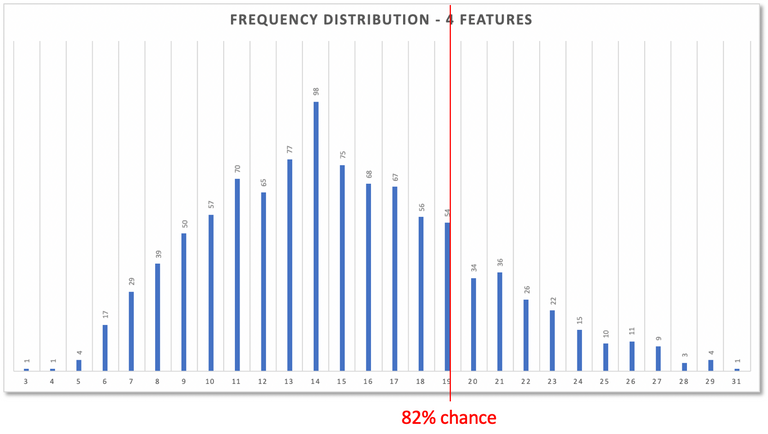 FREQUENCY DISTRIBUTION - 4 FEATURES
1 1 4 17 29 39 50 57 70 65 77 98 75 68 67 56 54 34 36 26 22 15 10 11 9 3 4 1
3 4 5 6 7 8 9 10 11 12 13 14 15 16 17 18 19 20 21 22 23 24 25 26 27 28 29 31
82% chance